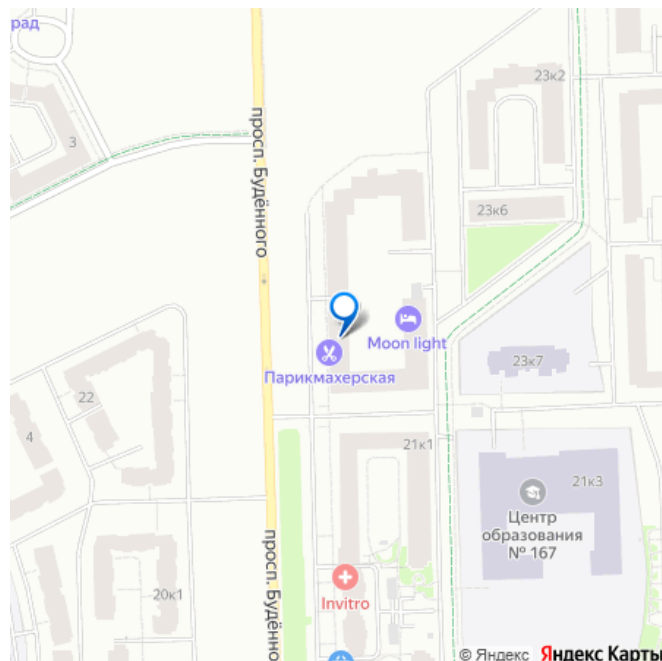 рад
3
просп. Будённого
23к2
23к6
Moon light
Парикмахерская
23к7
22
4
21к1
21к3
Центр
образования
№ 167
просп. Будённо
20к1
Invitro
© Яндекс Яндекс Карты